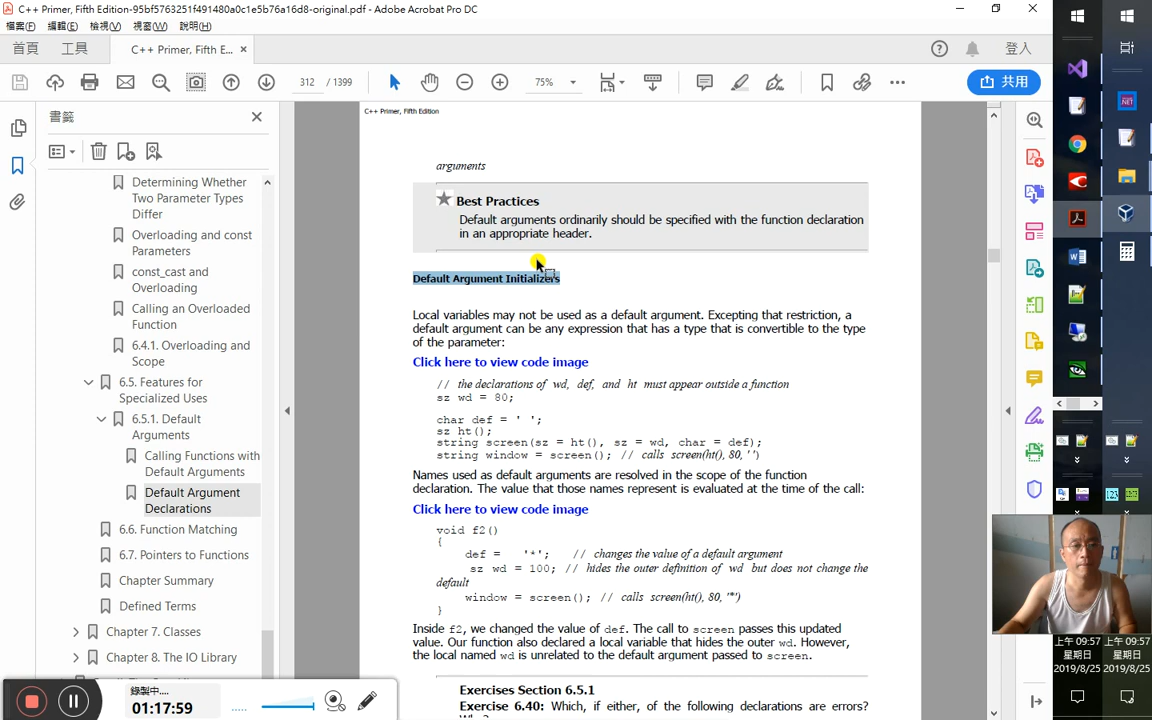 C++ Primer, Fifth Edition-95bf5763251f491480a0c1e5b76a16d8-original.pdf - Adobe Acrobat Pro DC
檔案(F) 編輯(E) 檢視(V) 視窗(W) 說明(H)
首頁 工具 C++ Primer, Fifth E... × 登入
312 / 1399 75% 共用
書籤
Determining Whether
Two Parameter Types
Differ
Overloading and const
Parameters
const_cast and
Overloading
Calling an Overloaded
Function
6.4.1. Overloading and
Scope
6.5. Features for
Specialized Uses
6.5.1. Default
Arguments
Calling Functions with
Default Arguments
Default Argument
Declarations
6.6. Function Matching
6.7. Pointers to Functions
Chapter Summary
Defined Terms
Chapter 7. Classes
Chapter 8. The IO Library
C++ Primer, Fifth Edition
arguments
Best Practices
Default arguments ordinarily should be specified with the function declaration
in an appropriate header.
Default Argument Initializers
Local variables may not be used as a default argument. Excepting that restriction, a
default argument can be any expression that has a type that is convertible to the type
of the parameter:
Click here to view code image
// the declarations of wd, def, and ht must appear outside a function
sz wd = 80;
char def = ' ';
sz ht();
string screen(sz = ht(), sz = wd, char = def);
string window = screen(); // calls screen(ht(), 80, ' ')
Names used as default arguments are resolved in the scope of the function
declaration. The value that those names represent is evaluated at the time of the call:
Click here to view code image
void f2()
{
def = '*'; // changes the value of a default argument
sz wd = 100; // hides the outer definition of wd but does not change the
default
window = screen(); // calls screen(ht(), 80, '*')
}
Inside f2, we changed the value of def. The call to screen passes this updated
value. Our function also declared a local variable that hides the outer wd. However,
the local named wd is unrelated to the default argument passed to screen.
Exercises Section 6.5.1
Exercise 6.40: Which, if either, of the following declarations are errors?
錄製中....
01:17:59
上午 09:57 上午 09:57
星期日 星期日
2019/8/25 2019/8/25